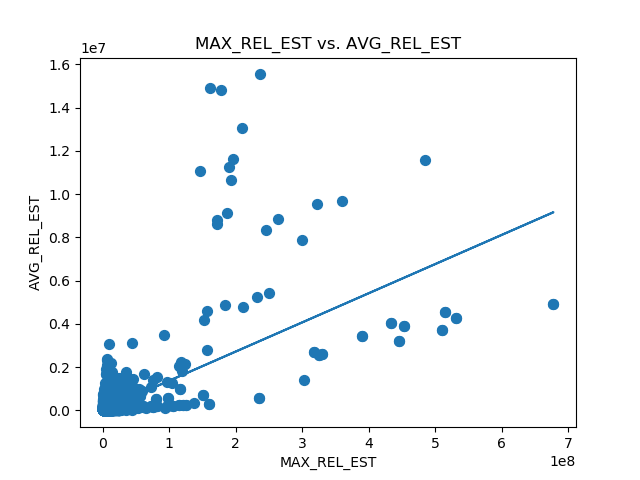 MAX_REL_EST vs. AVG_REL_EST
1e7
1.6
1.4
1.2
1.0
0.8
0.6
0.4
0.2
0.0
AVG_REL_EST
0 1 2 3 4 5 6 7
MAX_REL_EST
1e8